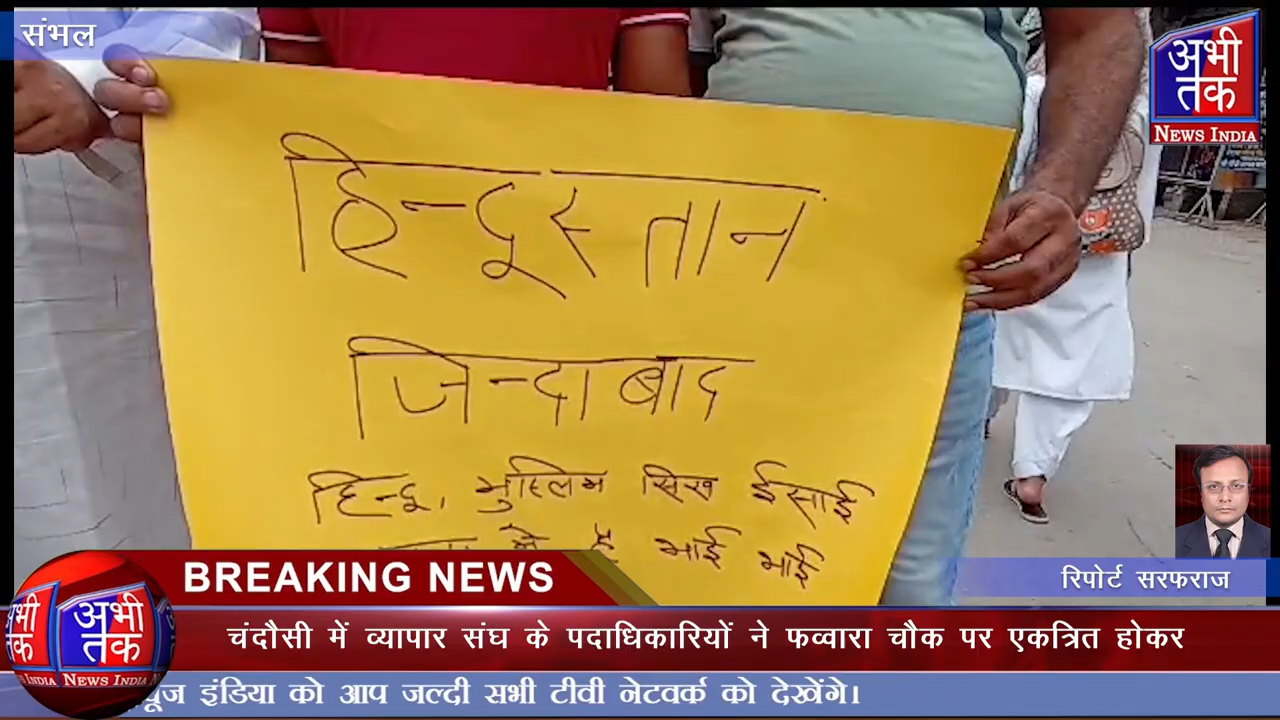 संभल
अभी
तक
NEWS INDIA
हिन्दुस्तान
जिन्दाबाद
हिन्दू, मुस्लिम सिख ईसाई
भाई भाई
BREAKING NEWS
रिपोर्ट सरफराज
अभी
तक
NEWS INDIA
चंदौसी में व्यापार संघ के पदाधिकारियों ने फव्वारा चौक पर एकत्रित होकर
इंडिया को आप जल्दी सभी टीवी नेटवर्क को देखेंगे।